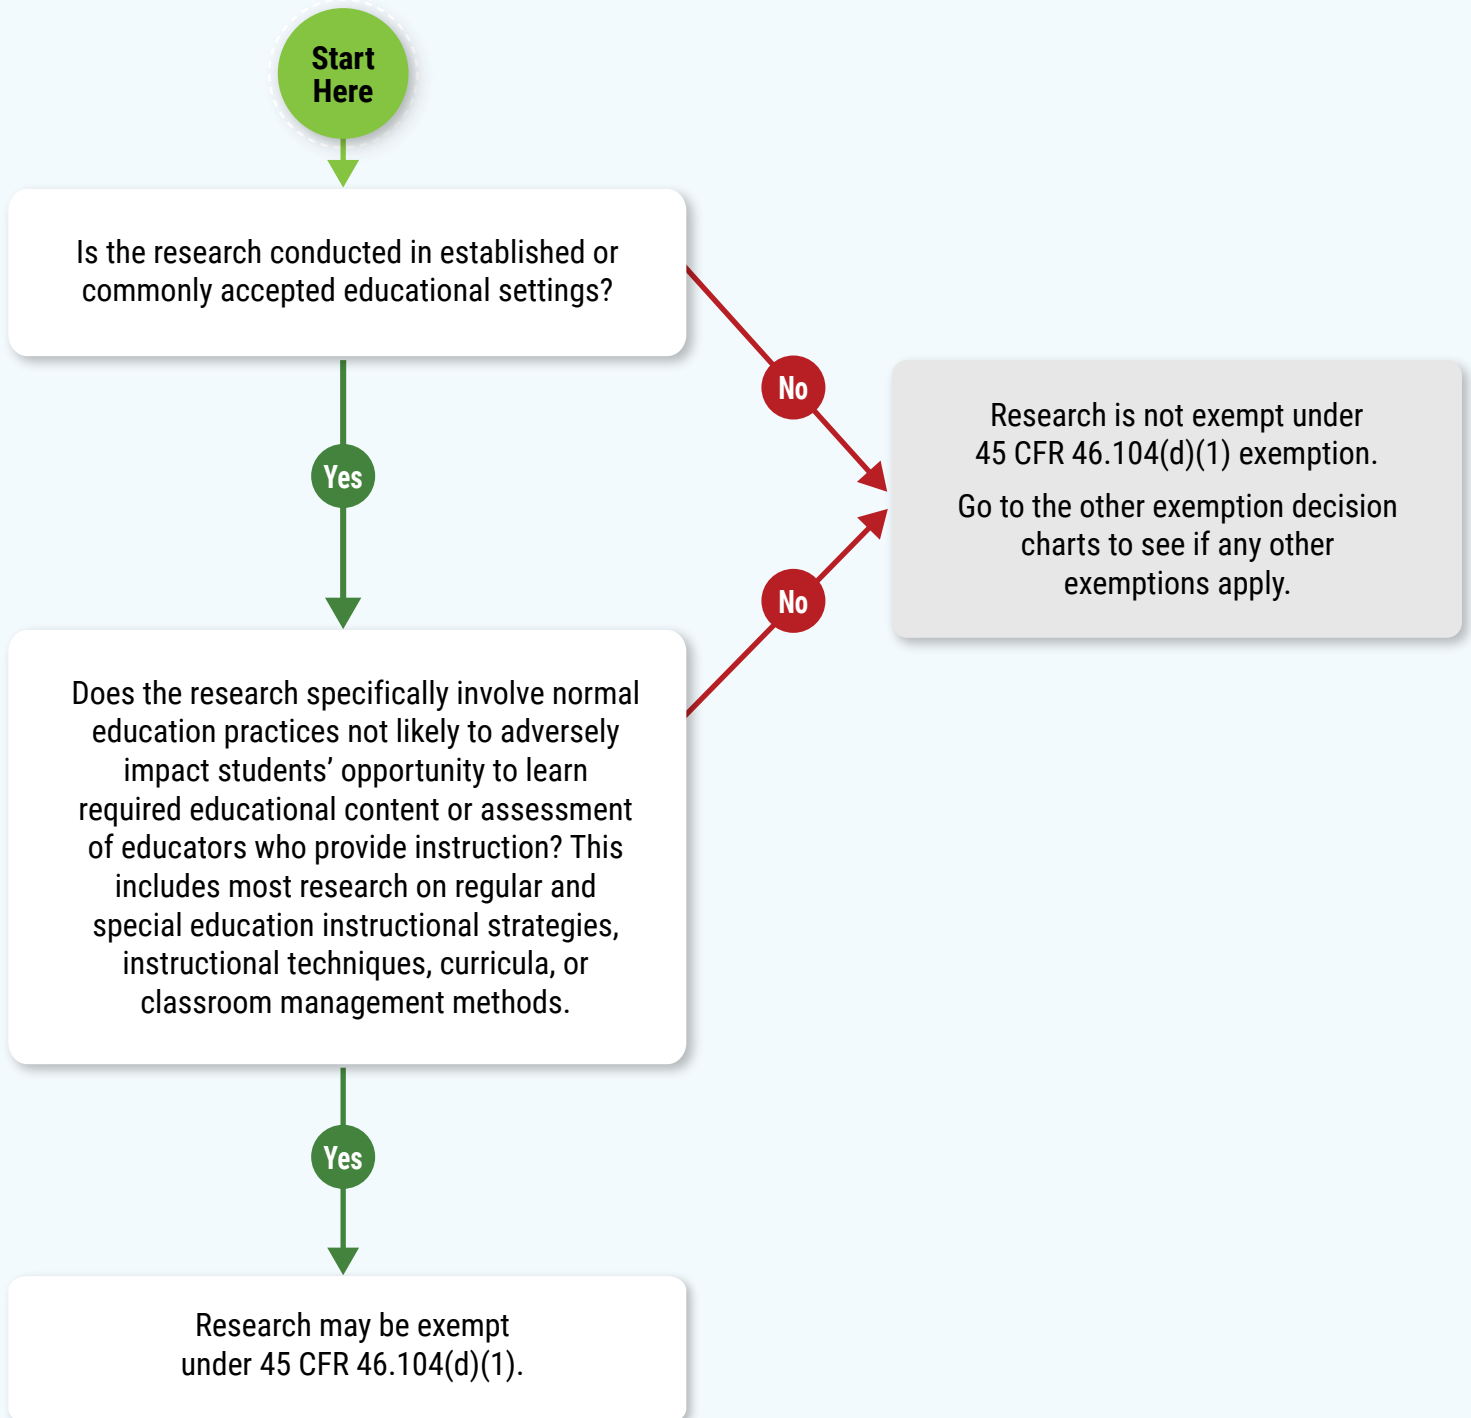 Start
Here
Is the research conducted in established or
commonly accepted educational settings?
No
Research is not exempt under
45 CFR 46.104(d)(1) exemption.
Go to the other exemption decision
charts to see if any other
exemptions apply.
Yes
No
Does the research specifically involve normal
education practices not likely to adversely
impact students’ opportunity to learn
required educational content or assessment
of educators who provide instruction? This
includes most research on regular and
special education instructional strategies,
instructional techniques, curricula, or
classroom management methods.
Yes
Research may be exempt
under 45 CFR 46.104(d)(1).